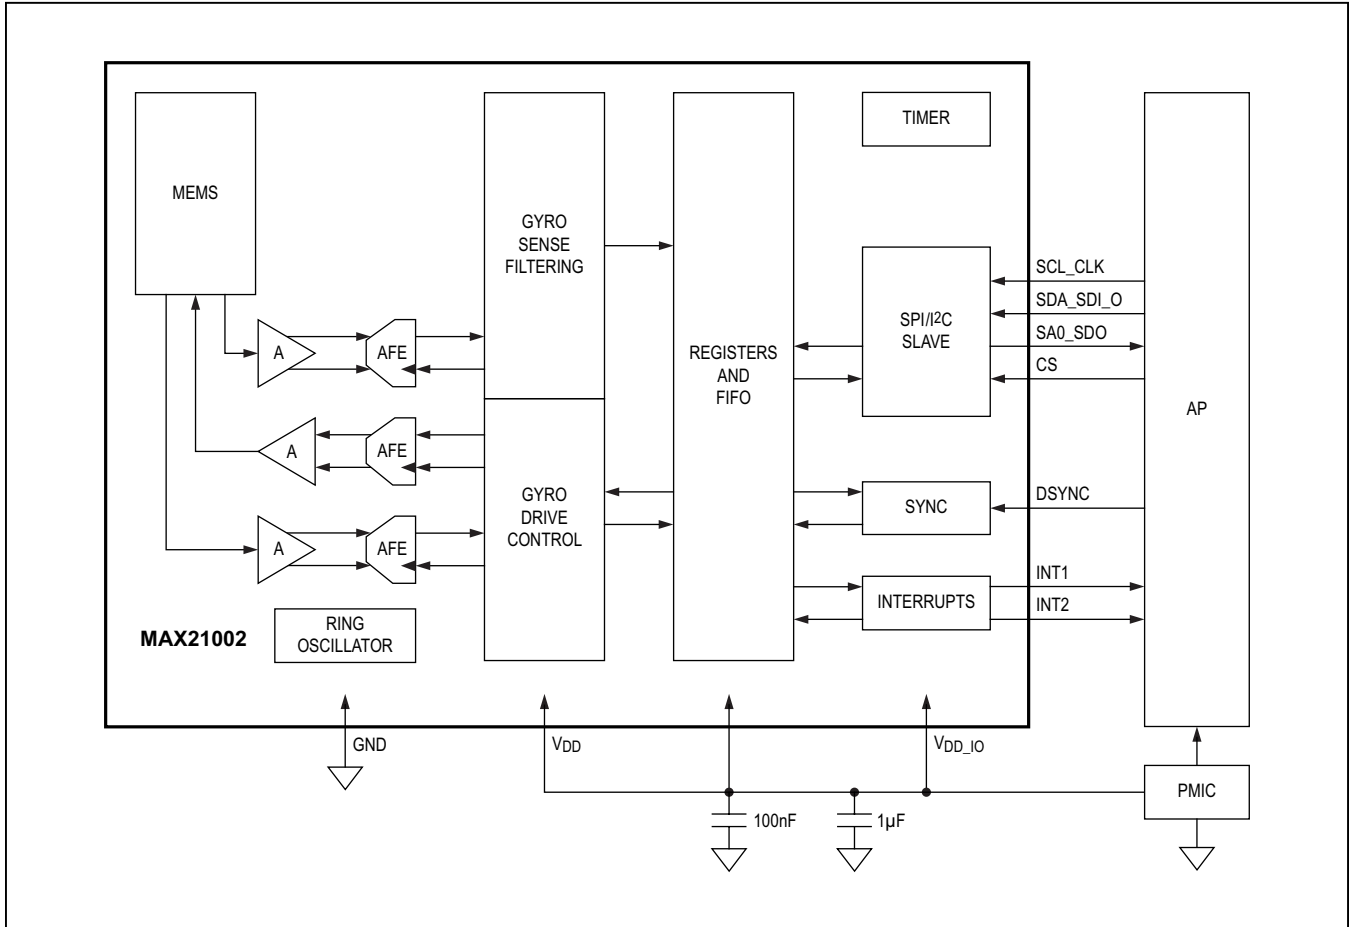 TIMER
MEMS
GYRO
SENSE
FILTERING
REGISTERS
AND
FIFO
SPI/I2C
SLAVE
SCL_CLK
SDA_SDI_O
SA0_SDO
CS
AP
A
AFE
A
AFE
GYRO
DRIVE
CONTROL
SYNC
DSYNC
A
AFE
INTERRUPTS
INT1
INT2
RING
OSCILLATOR
MAX21002
GND
VDD
VDD_IO
PMIC
100nF
1µF